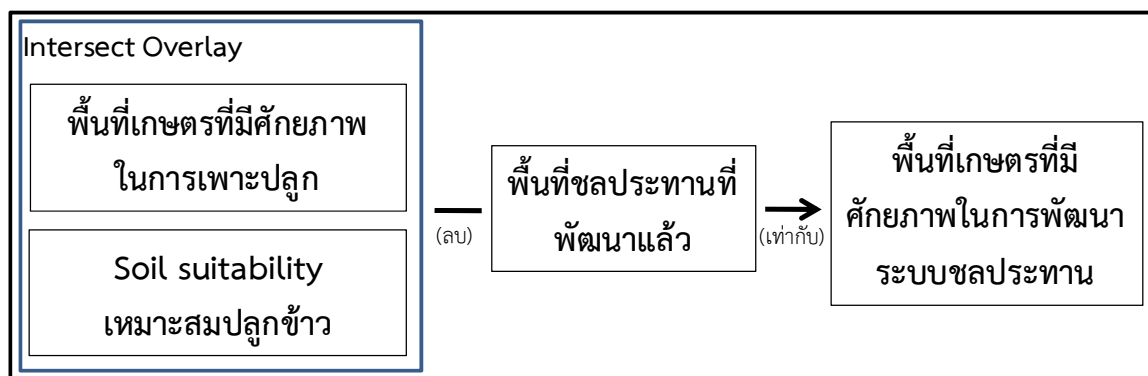 Intersect Overlay
พื้นที่เกษตรที่มีศักยภาพ
ในการเพาะปลูก
Soil suitability
เหมาะสมปลูกข้าว
(ลบ)
พื้นที่ชลประทานที่
พัฒนาแล้ว
(เท่ากับ)
พื้นที่เกษตรที่มี
ศักยภาพในการพัฒนา
ระบบชลประทาน